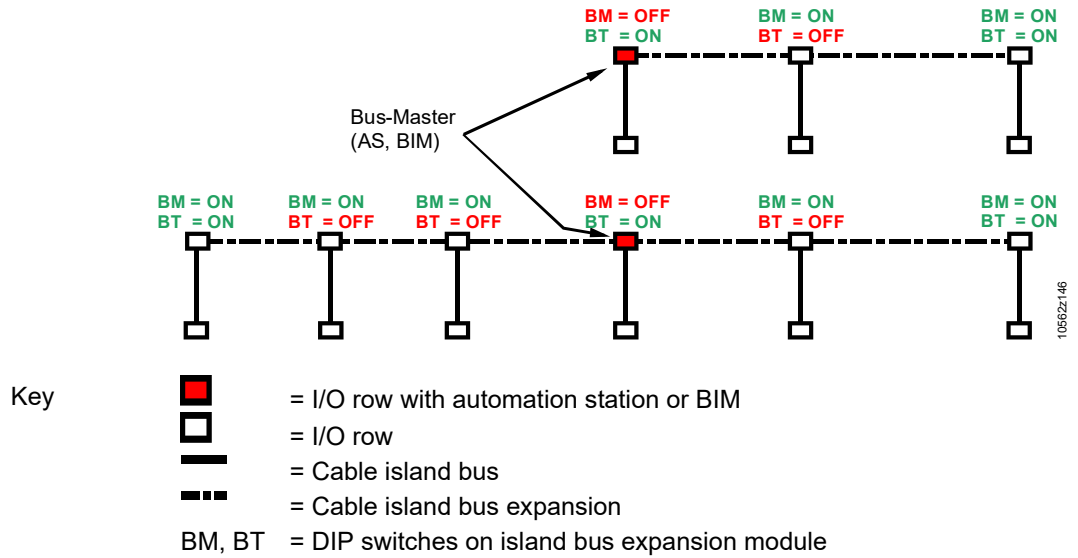 BM = OFF BM = ON BM = ON
BT = ON BT = OFF BT = ON
Bus-Master
(AS, BIM)
BM = ON BM = ON BM = ON BM = OFF BM = ON BM = ON
BT = ON BT = OFF BT = OFF BT = ON BT = OFF BT = ON
10562z146
Key
= I/O row with automation station or BIM
= I/O row
= Cable island bus
= Cable island bus expansion
BM, BT = DIP switches on island bus expansion module